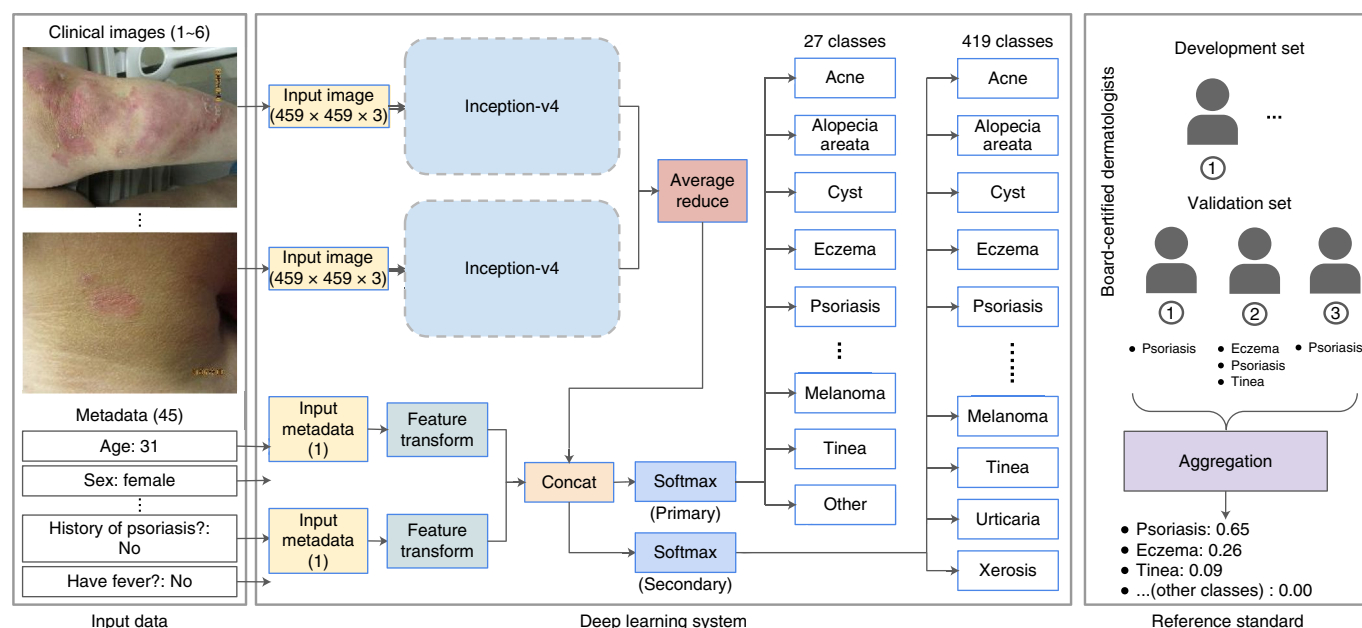 Clinical images (1~6)
⋮
Metadata (45)
Age: 31
Sex: female
⋮
History of psoriasis?:
No
Have fever?: No
Input data
Input image
(459 × 459 × 3)
Inception-v4
Input image
(459 × 459 × 3)
Inception-v4
Average
reduce
Input
metadata
(1)
Feature
transform
Input
metadata
(1)
Feature
transform
Concat
Softmax
(Primary)
Softmax
(Secondary)
27 classes
Acne
Alopecia
areata
Cyst
Eczema
Psoriasis
⋮
Melanoma
Tinea
Other
419 classes
Acne
Alopecia
areata
Cyst
Eczema
Psoriasis
⋮
Melanoma
Tinea
Urticaria
Xerosis
Deep learning system
Board-certified dermatologists
Development set
...
1
Validation set
1
2
3
• Psoriasis
• Eczema
• Psoriasis
• Tinea
• Psoriasis
Aggregation
• Psoriasis: 0.65
• Eczema: 0.26
• Tinea: 0.09
• ...(other classes) : 0.00
Reference standard